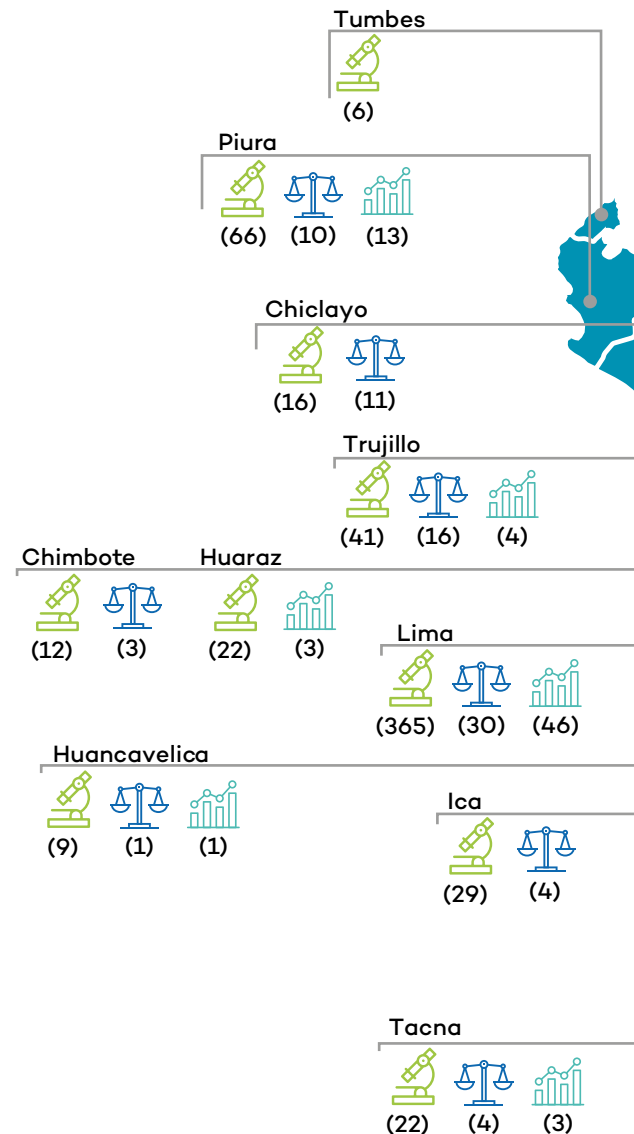 Tumbes
(6)
Piura
(66) (10) (13)
Chiclayo
(16) (11)
Trujillo
(41) (16) (4)
Chimbote Huaraz
(12) (3) (22) (3)
Lima
(365) (30) (46)
Huancavelica
(9) (1) (1)
Ica
(29) (4)
Tacna
(22) (4) (3)